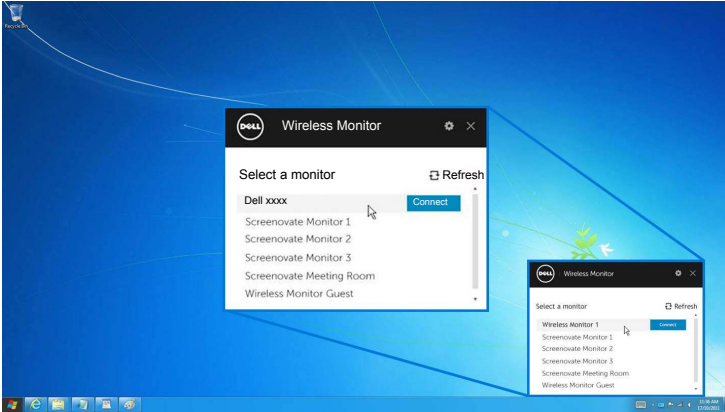 Recycle Bin
DELL
Wireless Monitor
Select a monitor
Refresh
Dell xxxx
Connect
Screenovate Monitor 1
Screenovate Monitor 2
Screenovate Monitor 3
Screenovate Meeting Room
Wireless Monitor Guest
DELL
Wireless Monitor
Select a monitor
Refresh
Wireless Monitor 1
Connect
Screenovate Monitor 1
Screenovate Monitor 2
Screenovate Monitor 3
Screenovate Meeting Room
Wireless Monitor Guest